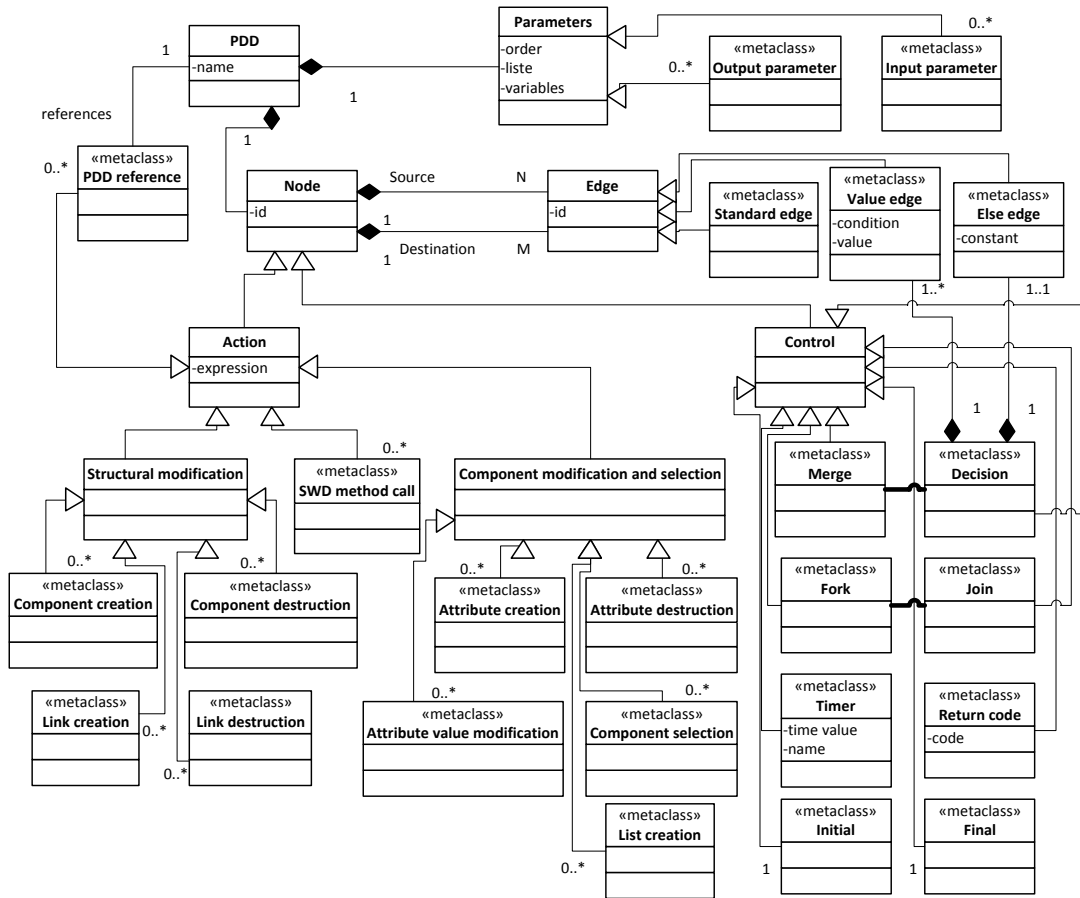 PDD
-name
1
references
0..*
1
1
Parameters
-order
-liste
-variables
0..*
«metaclass»
Output parameter
0..*
«metaclass»
Input parameter
«metaclass»
PDD reference
Node
-id
Source
N
1
Destination
1
M
Edge
-id
«metaclass»
Standard edge
«metaclass»
Value edge
-condition
-value
1..*
«metaclass»
Else edge
-constant
1..1
Action
-expression
Control
1
1
Structural modification
0..*
«metaclass»
SWD method call
Component modification and selection
«metaclass»
Merge
«metaclass»
Decision
0..*
«metaclass»
Component creation
0..*
«metaclass»
Component destruction
0..*
«metaclass»
Attribute creation
0..*
«metaclass»
Attribute destruction
«metaclass»
Fork
«metaclass»
Join
«metaclass»
Link creation
0..*
«metaclass»
Link destruction
0..*
0..*
«metaclass»
Attribute value modification
0..*
«metaclass»
Component selection
«metaclass»
Timer
-time value
-name
«metaclass»
Return code
-code
«metaclass»
List creation
0..*
«metaclass»
Initial
1
«metaclass»
Final
1